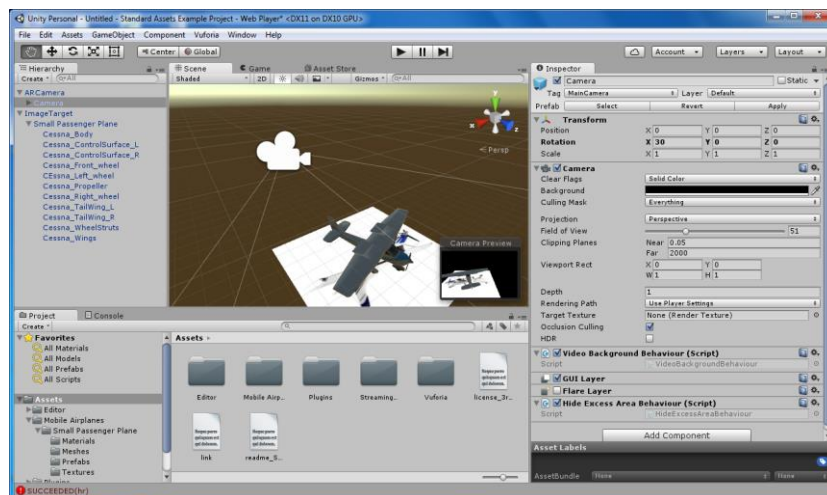 Unity Personal - Untitled - Standard Assets Example Project - Web Player* <DX11 on DX10 GPU>
File Edit Assets GameObject Component Vuforia Window Help
Center Global Account Layers Layout
Hierarchy
Create All
ARCamera
Camera
ImageTarget
Small Passenger Plane
Cessna_Body
Cessna_ControlSurface_L
Cessna_ControlSurface_R
Cessna_Front_wheel
CEssna_Left_wheel
Cessna_Propeller
Cessna_Right_wheel
Cessna_TailWing_L
Cessna_TailWing_R
Cessna_WheelStruts
Cessna_Wings
Scene Game Asset Store
Shaded 2D Gizmos All
y
x z
Persp
Camera Preview
Inspector
Camera Static
Tag MainCamera Layer Default
Prefab Select Revert Apply
Transform
Position X 0 Y 0 Z 0
Rotation X 30 Y 0 Z 0
Scale X 1 Y 1 Z 1
Camera
Clear Flags Solid Color
Background
Culling Mask Everything
Projection Perspective
Field of View 51
Clipping Planes Near 0.05
Far 2000
Viewport Rect X 0 Y 0
W 1 H 1
Depth 1
Rendering Path Use Player Settings
Target Texture None (Render Texture)
Occlusion Culling
HDR
Video Background Behaviour (Script)
Script VideoBackgroundBehaviour
GUI Layer
Flare Layer
Hide Excess Area Behaviour (Script)
Script HideExcessAreaBehaviour
Add Component
Asset Labels
AssetBundle None None
Project Console
Create
Favorites
All Materials
All Models
All Prefabs
All Scripts
Assets
Editor
Mobile Airplanes
Small Passenger Plane
Materials
Meshes
Prefabs
Textures
Plugins
Assets
Editor Mobile Airp... Plugins Streaming... Vuforia license_3r...
link readme_S...
SUCCEEDED(hr)